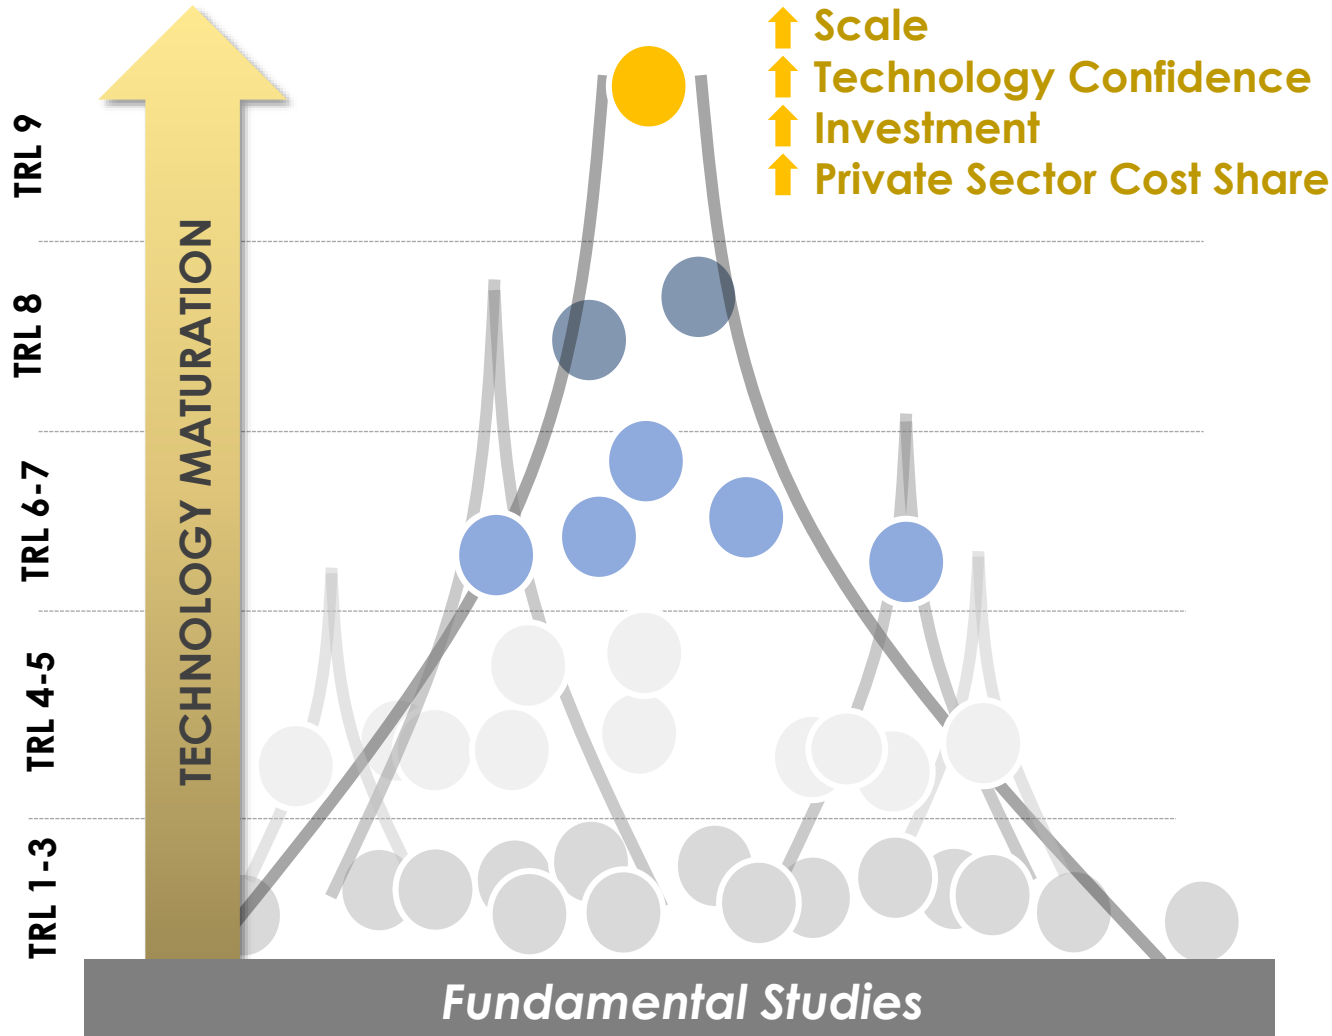 Scale
Technology Confidence
Investment
Private Sector Cost Share
TRL 9
TRL 8
TRL 6-7
TRL 4-5
TRL 1-3
TECHNOLOGY MATURATION
Fundamental Studies